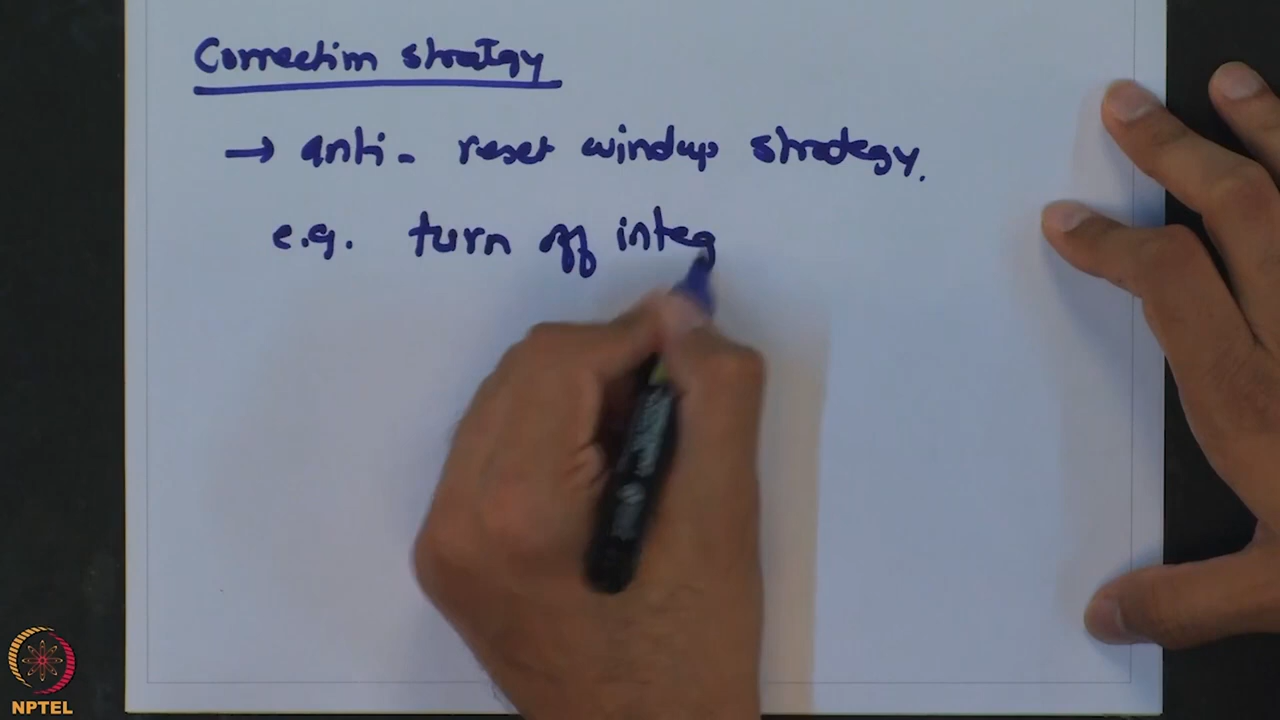 Correction strategy
→ anti- reset windup strategy.
e.g. turn off integ
NPTEL